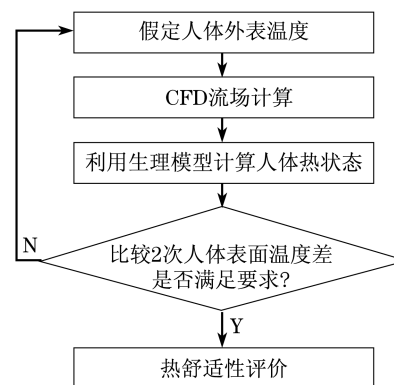 假定人体外表温度
CFD流场计算
利用生理模型计算人体热状态
比较2次人体表面温度差
是否满足要求?
N
Y
热舒适性评价